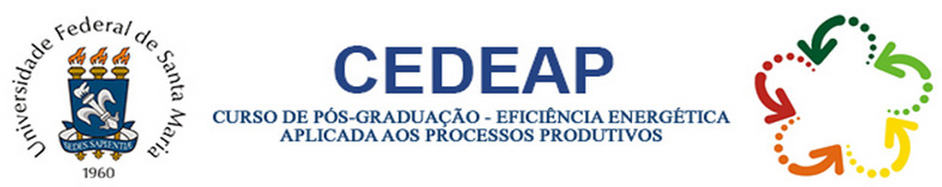 Universidade Federal de Santa Maria
SEDES SAPIENTIAE
1960
CEDEAP
CURSO DE PÓS-GRADUAÇÃO - EFICIÊNCIA ENERGÉTICA
APLICADA AOS PROCESSOS PRODUTIVOS